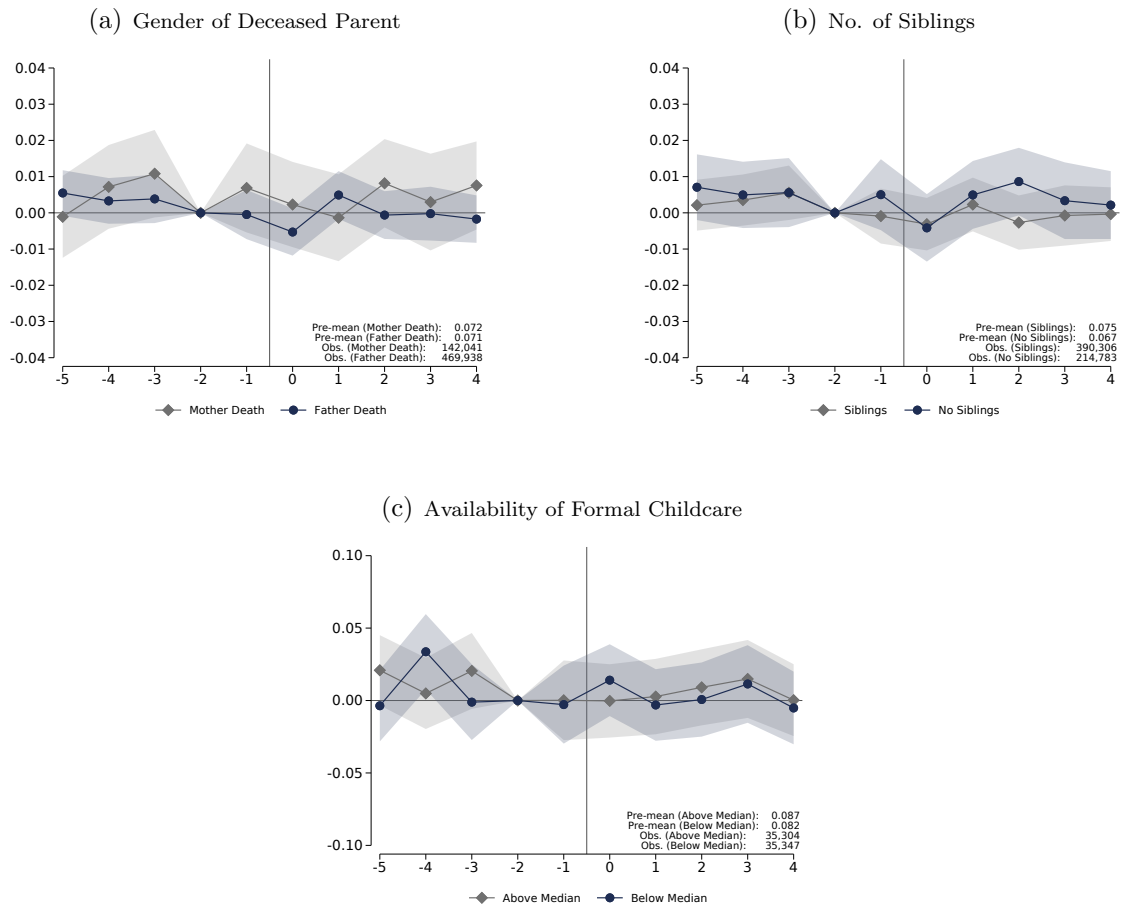 (a) Gender of Deceased Parent
0.04
0.03
0.02
0.01
0.00
-0.01
-0.02
-0.03
-0.04
Pre-mean (Mother Death): 0.072
Pre-mean (Father Death): 0.071
Obs. (Mother Death): 142,041
Obs. (Father Death): 469,938
-5 -4 -3 -2 -1 0 1 2 3 4
Mother Death Father Death
(b) No. of Siblings
0.04
0.03
0.02
0.01
0.00
-0.01
-0.02
-0.03
-0.04
Pre-mean (Siblings): 0.075
Pre-mean (No Siblings): 0.067
Obs. (Siblings): 390,306
Obs. (No Siblings): 214,783
-5 -4 -3 -2 -1 0 1 2 3 4
Siblings No Siblings
(c) Availability of Formal Childcare
0.10
0.05
0.00
-0.05
-0.10
Pre-mean (Above Median): 0.087
Pre-mean (Below Median): 0.082
Obs. (Above Median): 35,304
Obs. (Below Median): 35,347
-5 -4 -3 -2 -1 0 1 2 3 4
Above Median Below Median